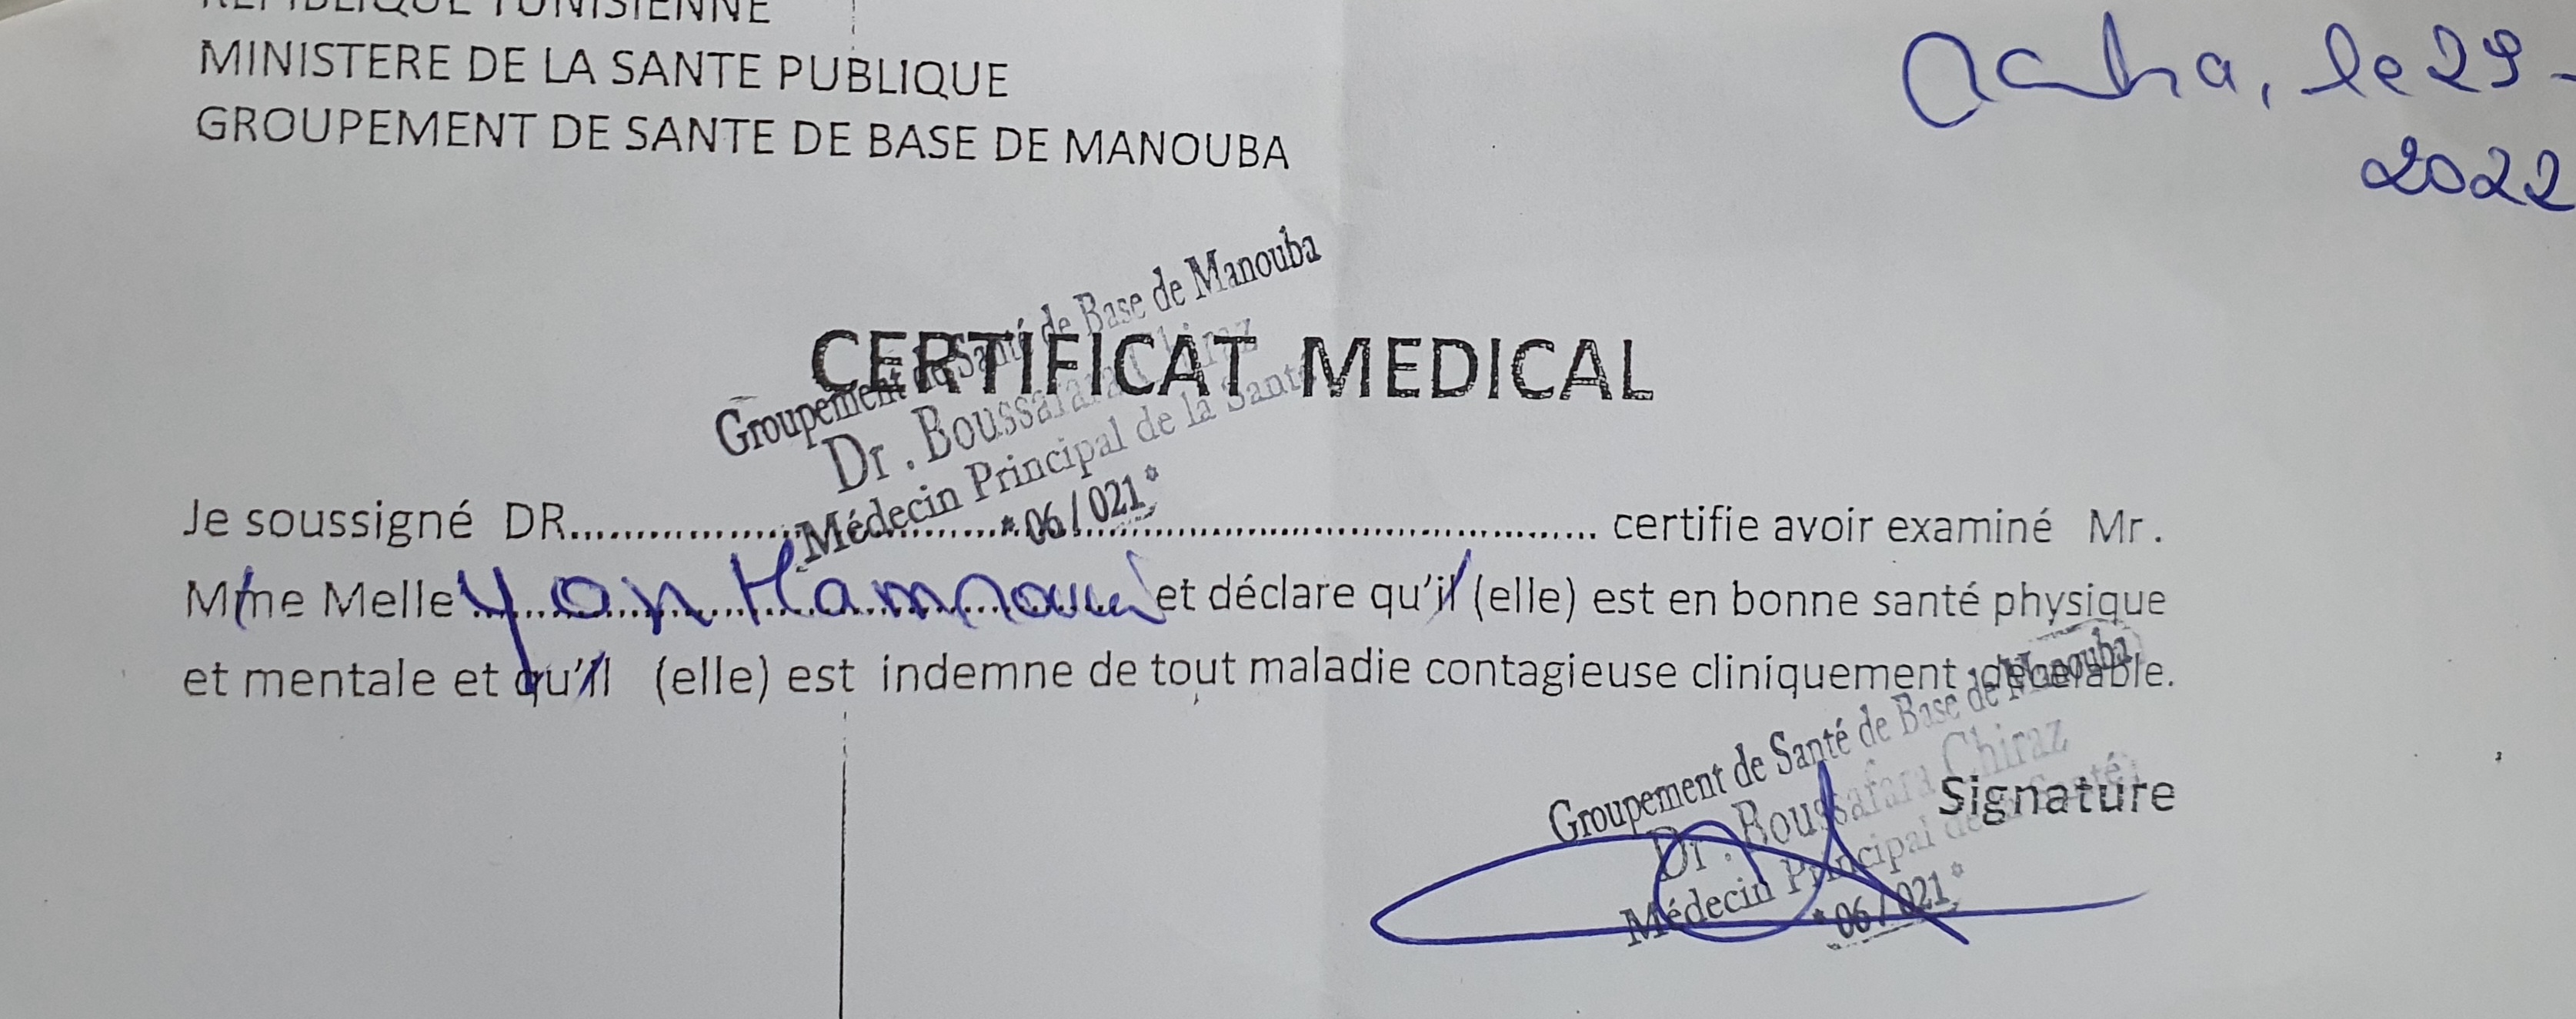 REPUBLIQUE TUNISIENNE
MINISTERE DE LA SANTE PUBLIQUE
GROUPEMENT DE SANTE DE BASE DE MANOUBA
le 29 -
2022
CERTIFICAT MEDICAL
Groupement de Santé de Base de Manouba
Dr . Boussafara Chiraz
Médecin Principal de la Santé
* 06 / 021 *
Je soussigné DR.................................................. certifie avoir examiné Mr .
Mme Melle et déclare qu'il (elle) est en bonne santé physique
et mentale et qu'il (elle) est indemne de tout maladie contagieuse cliniquement décelable.
Groupement de Santé de Base de Manouba
Dr . Boussafara Chiraz
Médecin Principal de la Santé
* 06 / 021 *
Signature